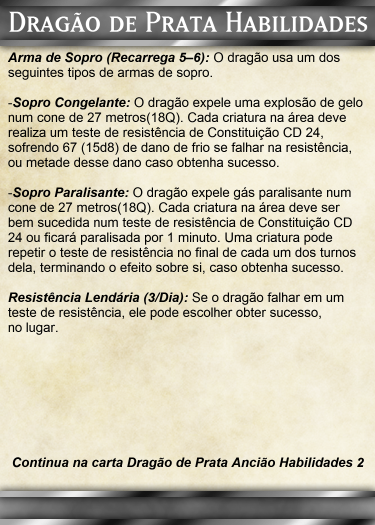 Dragão de Prata Habilidades
Arma de Sopro (Recarrega 5–6): O dragão usa um dos
seguintes tipos de armas de sopro.
-Sopro Congelante: O dragão expele uma explosão de gelo
num cone de 27 metros(18Q). Cada criatura na área deve
realiza um teste de resistência de Constituição CD 24,
sofrendo 67 (15d8) de dano de frio se falhar na resistência,
ou metade desse dano caso obtenha sucesso.
-Sopro Paralisante: O dragão expele gás paralisante num
cone de 27 metros(18Q). Cada criatura na área deve ser
bem sucedida num teste de resistência de Constituição CD
24 ou ficará paralisada por 1 minuto. Uma criatura pode
repetir o teste de resistência no final de cada um dos turnos
dela, terminando o efeito sobre si, caso obtenha sucesso.
Resistência Lendária (3/Dia): Se o dragão falhar em um
teste de resistência, ele pode escolher obter sucesso,
no lugar.
Continua na carta Dragão de Prata Ancião Habilidades 2